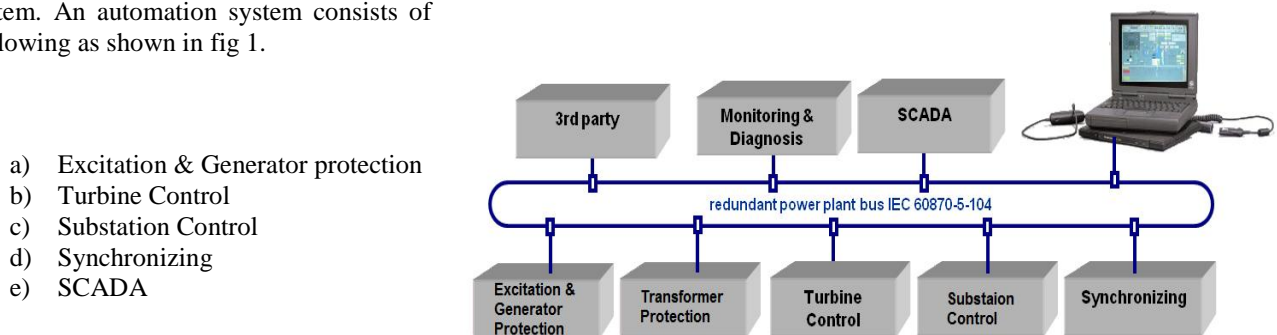 An automation system consists of
as shown in fig 1.
a) Excitation & Generator protection
b) Turbine Control
c) Substation Control
d) Synchronizing
e) SCADA
3rd party
Monitoring &
Diagnosis
SCADA
redundant power plant bus IEC 60870-5-104
Excitation &
Generator
Protection
Transformer
Protection
Turbine
Control
Substaion
Control
Synchronizing